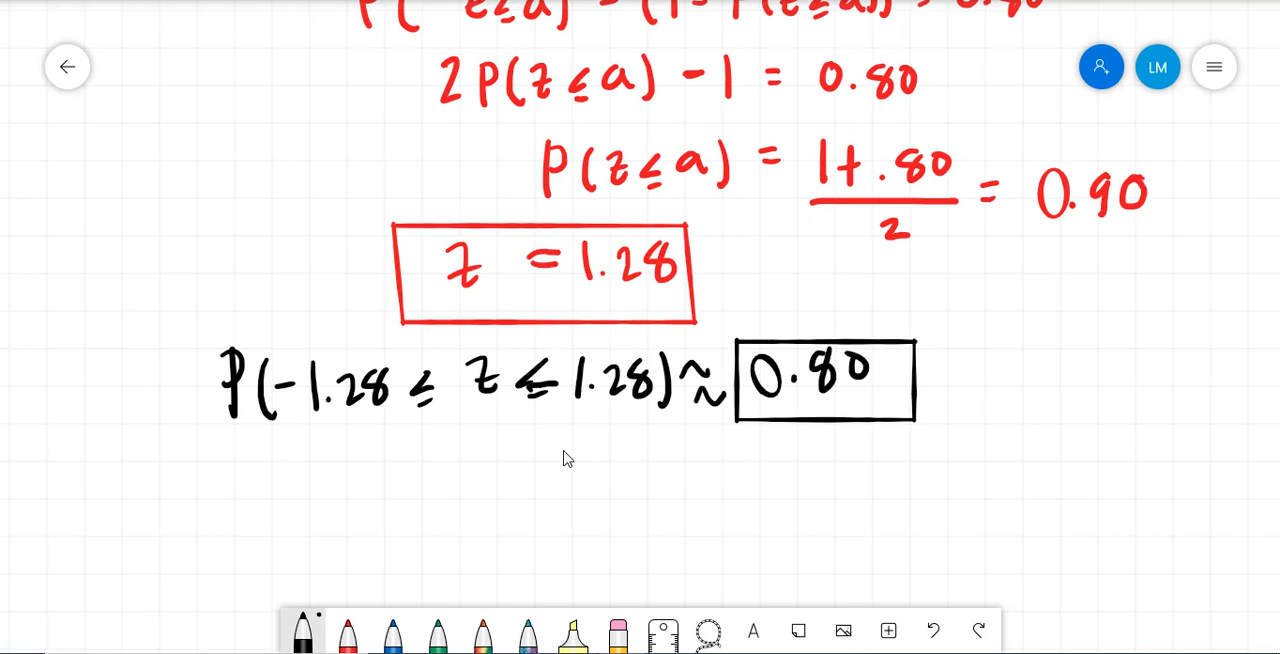 2P(z ≤ a) - 1 = 0.80
LM
P(z ≤ a) = 1+.80 / 2 = 0.90
z = 1.28
P(-1.28 ≤ z ≤ 1.28) ≈ 0.80
A